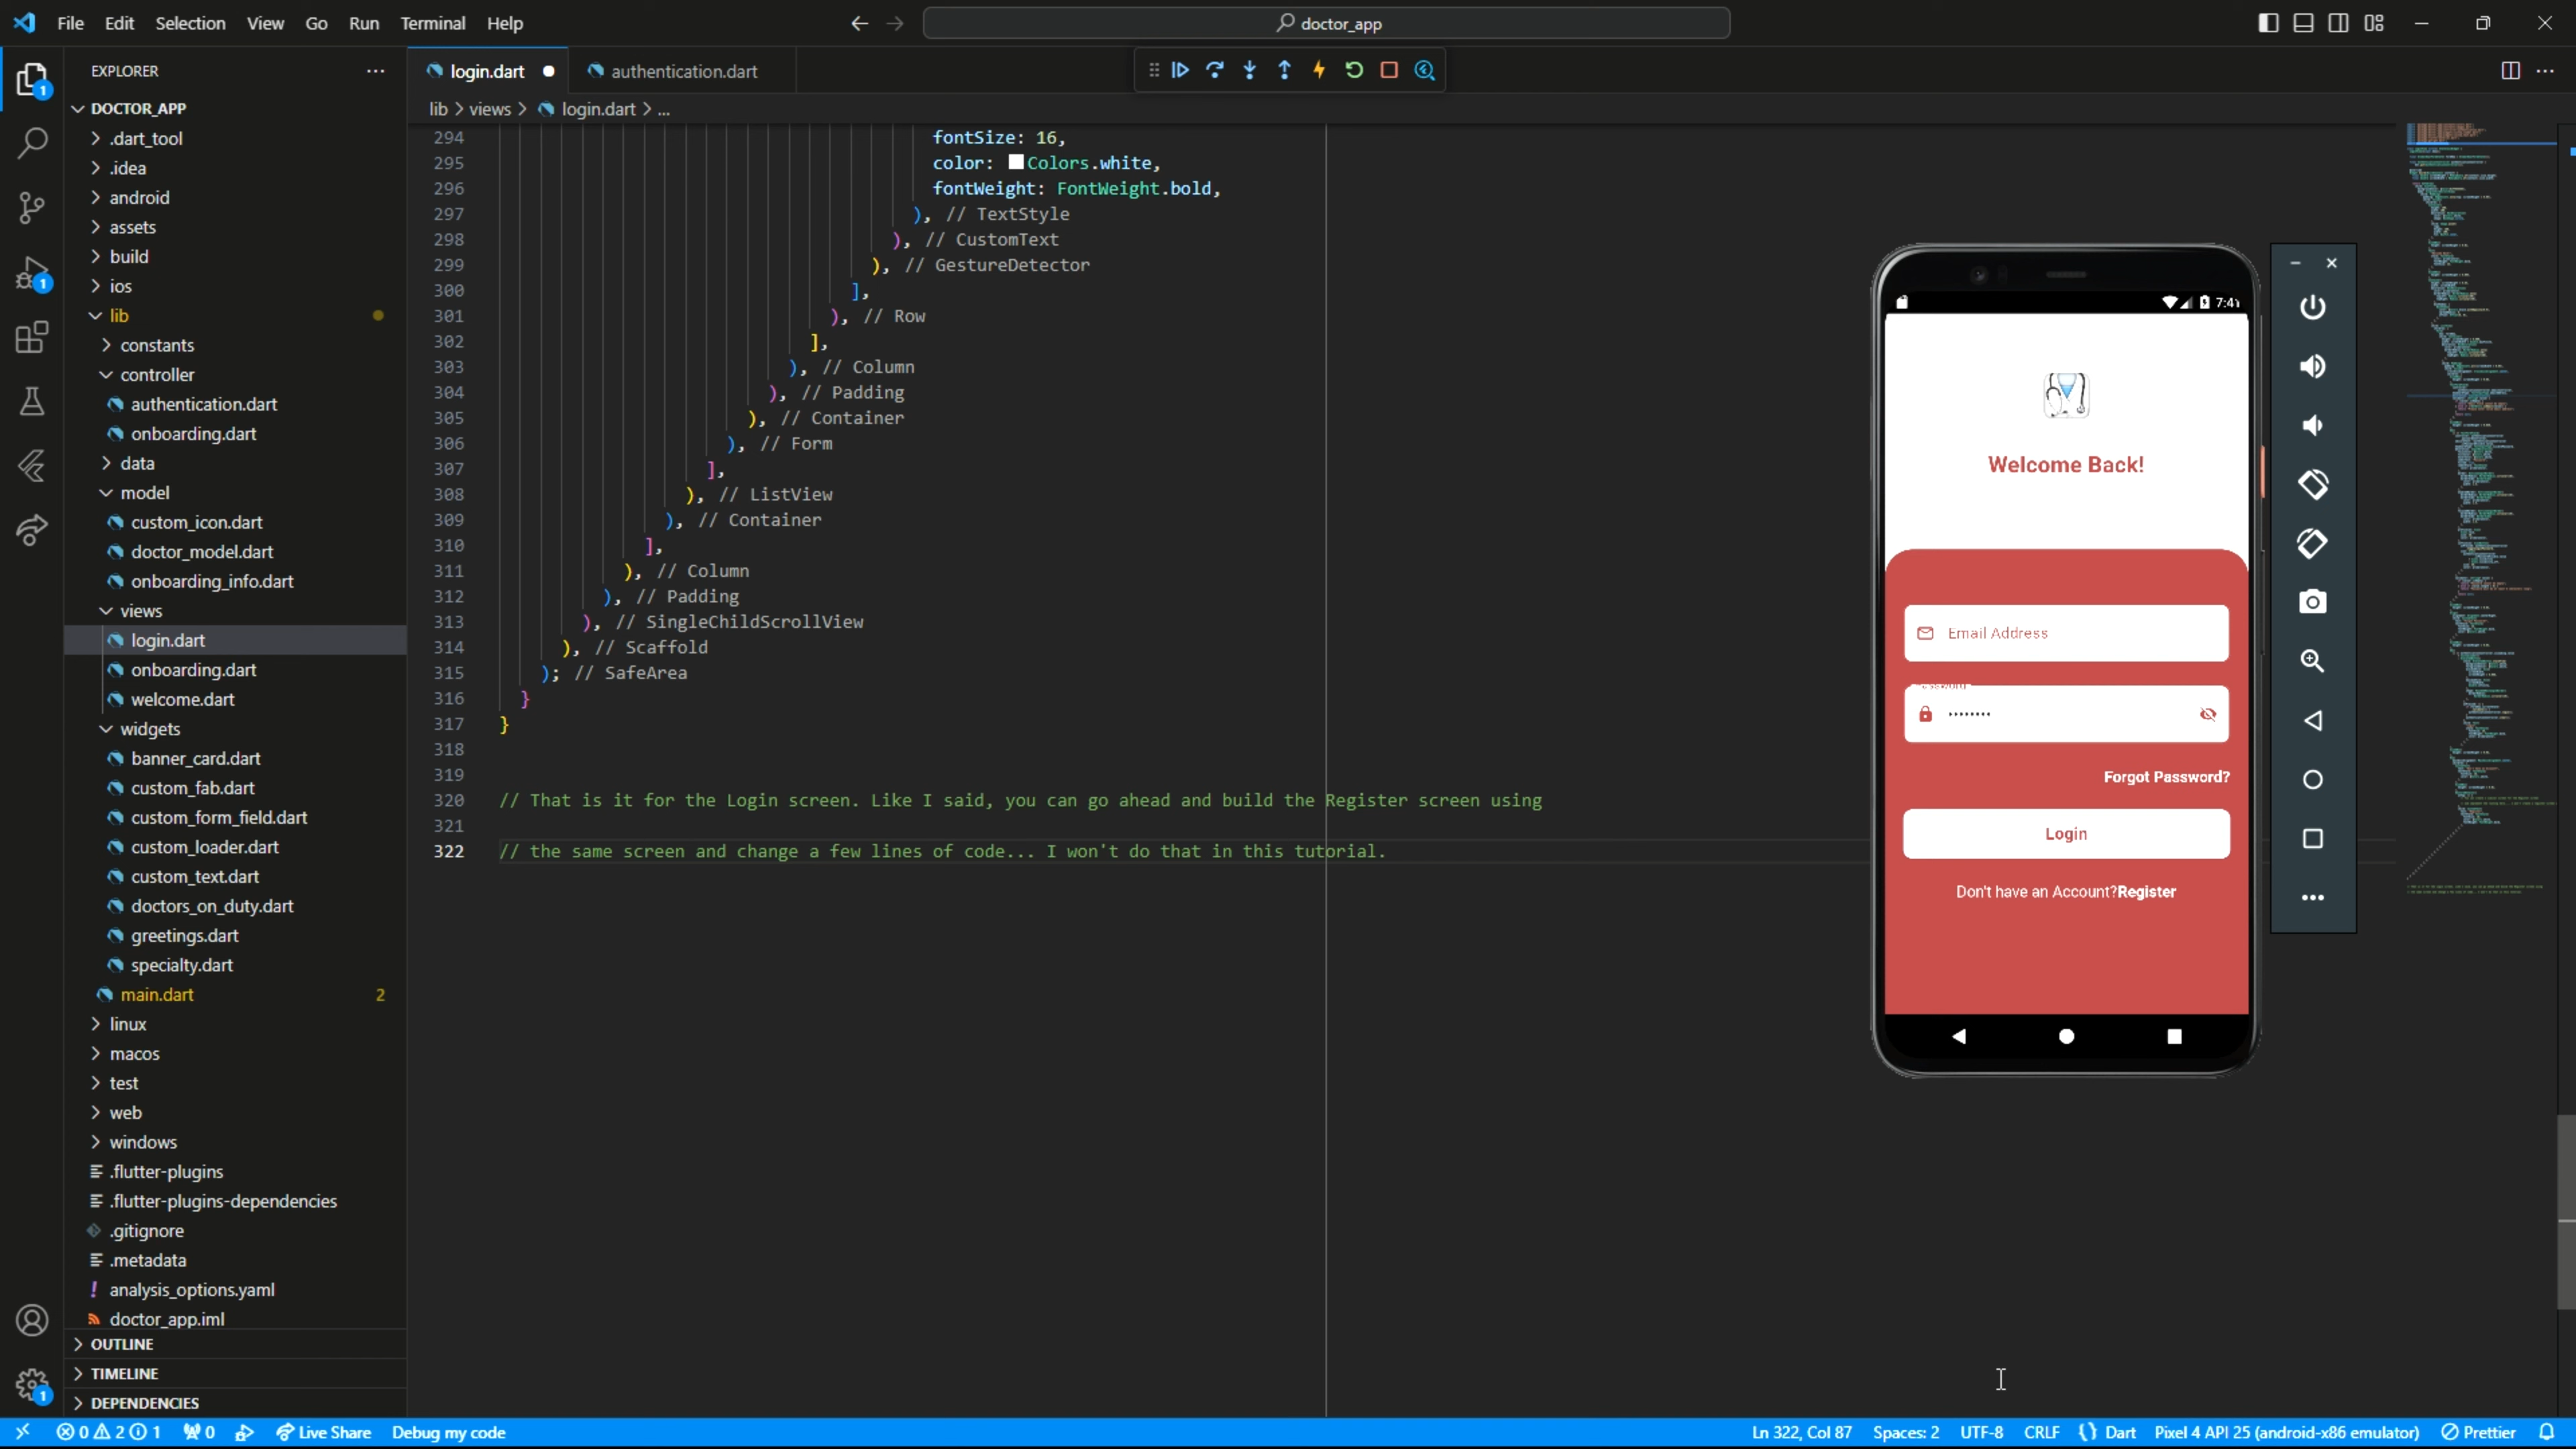 File Edit Selection View Go Run Terminal Help
doctor_app
EXPLORER
login.dart
authentication.dart
lib > views > login.dart > ...
DOCTOR_APP
.dart_tool
.idea
android
assets
build
ios
lib
constants
controller
authentication.dart
onboarding.dart
data
model
custom_icon.dart
doctor_model.dart
onboarding_info.dart
views
login.dart
onboarding.dart
welcome.dart
widgets
banner_card.dart
custom_fab.dart
custom_form_field.dart
custom_loader.dart
custom_text.dart
doctors_on_duty.dart
greetings.dart
specialty.dart
main.dart 2
linux
macos
test
web
windows
.flutter-plugins
.flutter-plugins-dependencies
.gitignore
.metadata
analysis_options.yaml
doctor_app.iml
OUTLINE
TIMELINE
DEPENDENCIES
294 fontSize: 16,
295 color: Colors.white,
296 fontWeight: FontWeight.bold,
297 ), // TextStyle
298 ), // CustomText
299 ), // GestureDetector
300 ],
301 ), // Row
302 ],
303 ), // Column
304 ), // Padding
305 ), // Container
306 ), // Form
307 ],
308 ), // ListView
309 ), // Container
310 ],
311 ), // Column
312 ), // Padding
313 ), // SingleChildScrollView
314 ), // Scaffold
315 ); // SafeArea
316 }
317 }
318
319
320 // That is it for the Login screen. Like I said, you can go ahead and build the Register screen using
321
322 // the same screen and change a few lines of code... I won't do that in this tutorial.
Welcome Back!
Email Address
Forgot Password?
Login
Don't have an Account?Register
0 2 1 0 Live Share Debug my code
Ln 322, Col 87 Spaces: 2 UTF-8 CRLF {} Dart Pixel 4 API 25 (android-x86 emulator) Prettier